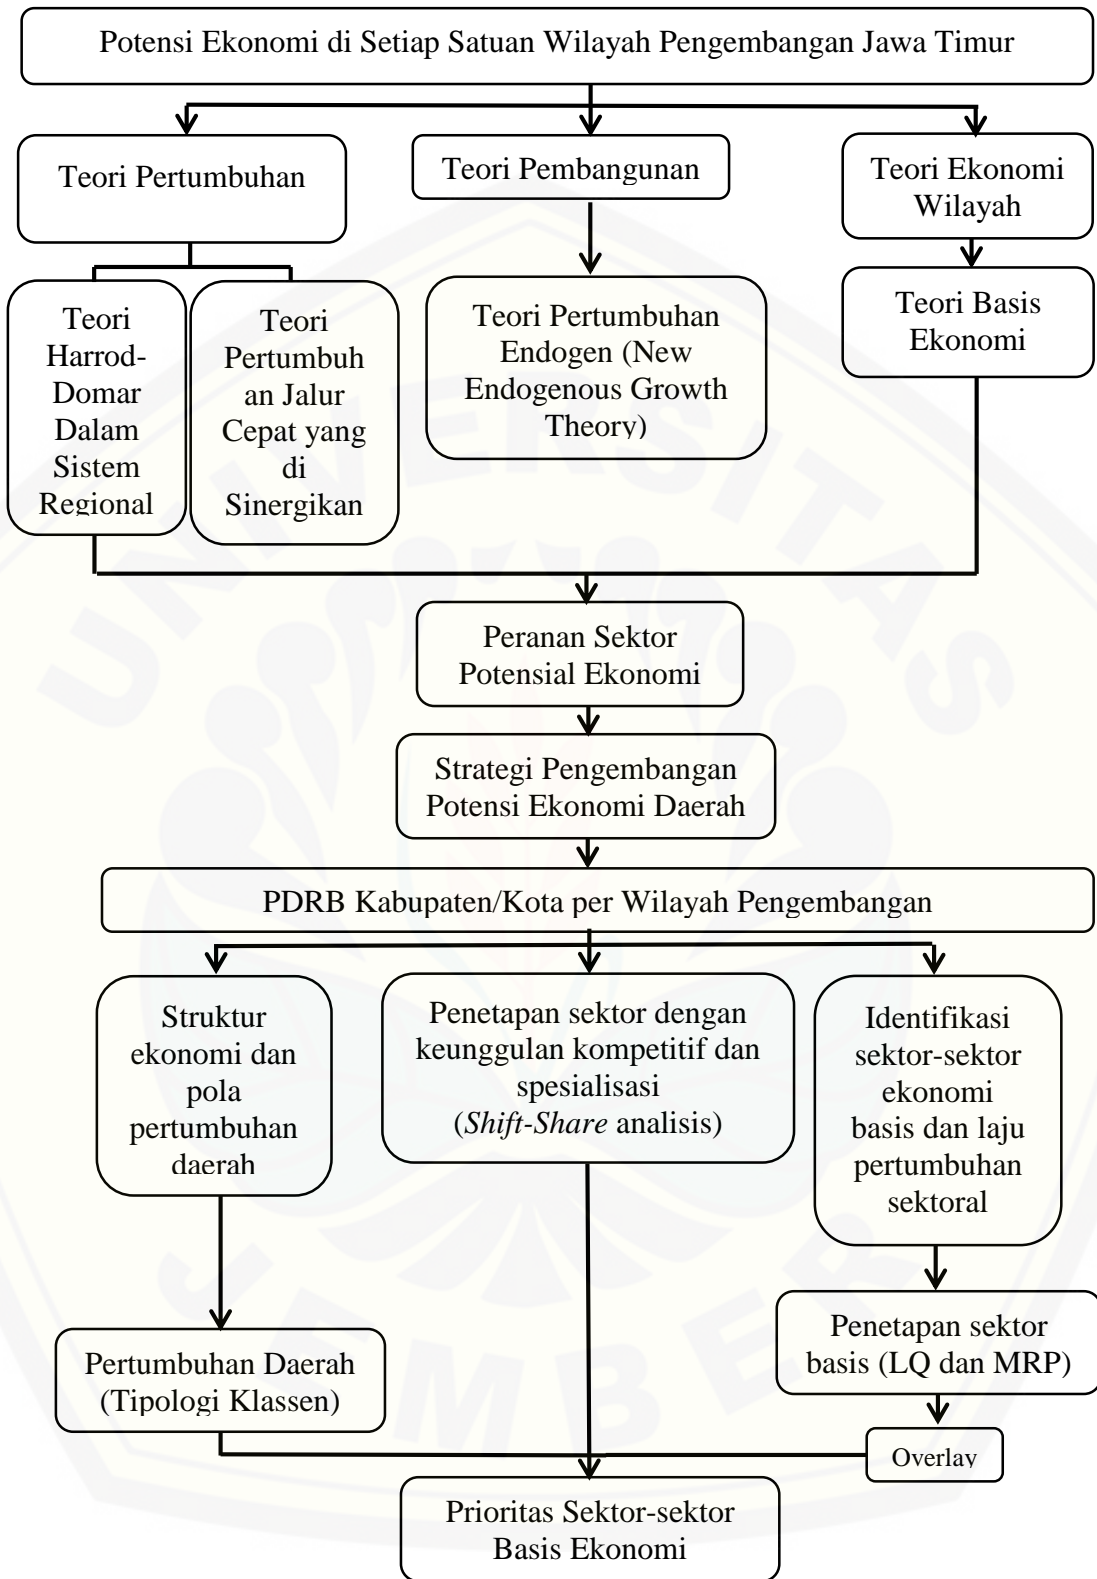 Potensi Ekonomi di Setiap Satuan Wilayah Pengembangan Jawa Timur
Teori Pertumbuhan
Teori Pembangunan
Teori Ekonomi
Wilayah
Teori
Harrod-
Domar
Dalam
Sistem
Regional
Teori
Pertumbuh
an Jalur
Cepat yang
di
Sinergikan
Teori Pertumbuhan
Endogen (New
Endogenous Growth
Theory)
Teori Basis
Ekonomi
Peranan Sektor
Potensial Ekonomi
Strategi Pengembangan
Potensi Ekonomi Daerah
PDRB Kabupaten/Kota per Wilayah Pengembangan
Struktur
ekonomi dan
pola
pertumbuhan
daerah
Penetapan sektor dengan
keunggulan kompetitif dan
spesialisasi
(Shift-Share analisis)
Identifikasi
sektor-sektor
ekonomi
basis dan laju
pertumbuhan
sektoral
Pertumbuhan Daerah
(Tipologi Klassen)
Penetapan sektor
basis (LQ dan MRP)
Overlay
Prioritas Sektor-sektor
Basis Ekonomi
UNIVERSITAS
JEMBER